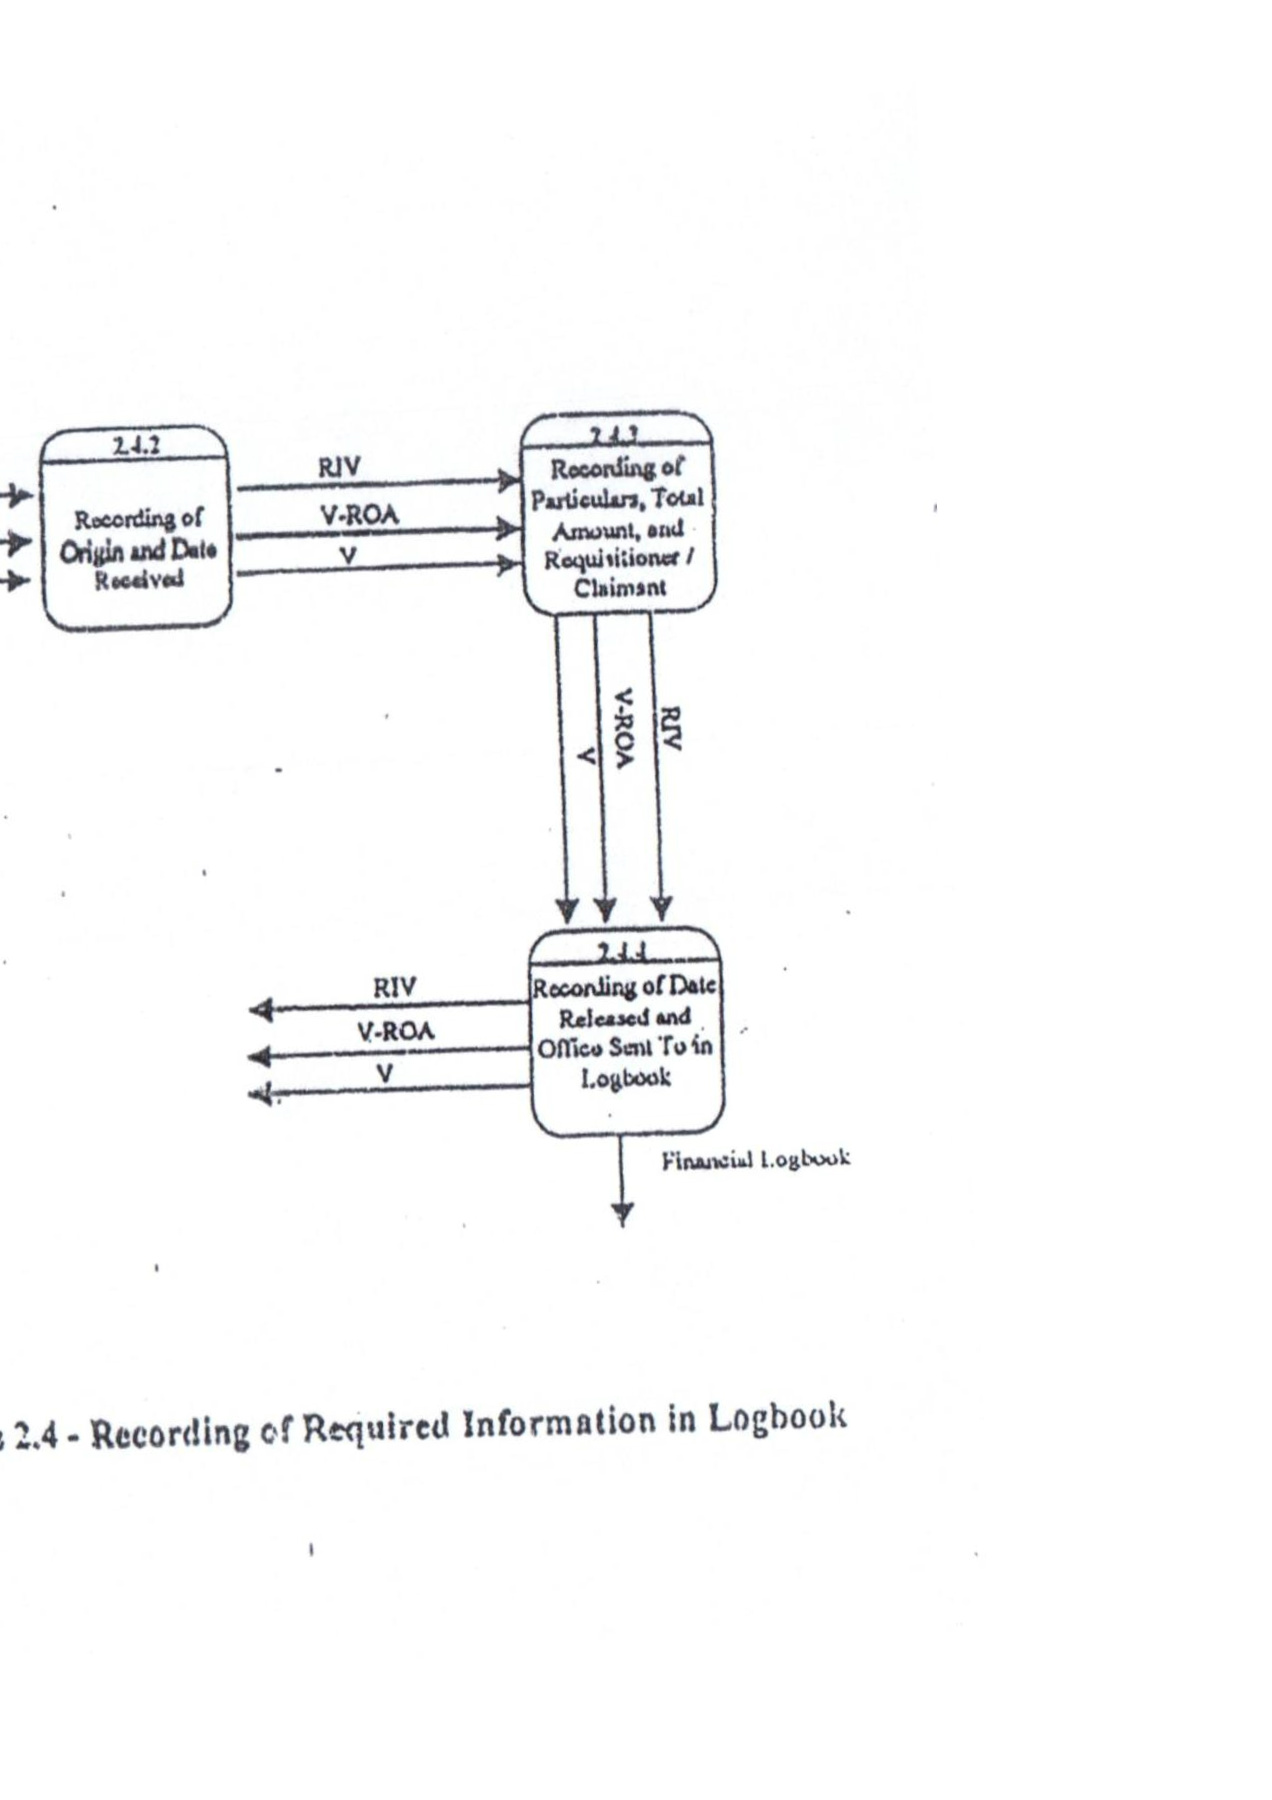 2.4.2
Recording of
Origin and Date
Received
RIV
V-ROA
V
2.4.3
Recording of
Particulars, Total
Amount, and
Requisitioner /
Claimant
V
V-ROA
RIV
2.4.4
Recording of Date
Released and
Office Sent To in
Logbook
RIV
V-ROA
V
Financial Logbook
2.4 - Recording of Required Information in Logbook